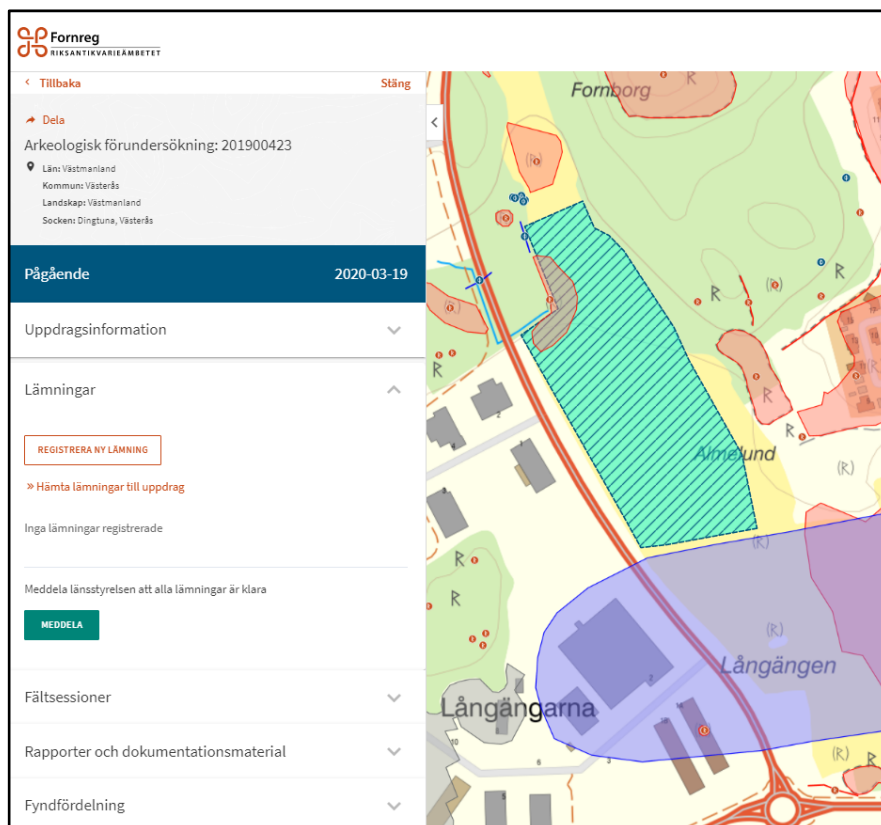 Fornreg
RIKSANTIKVARIEÄMBETET
Tillbaka
Stäng
Dela
Arkeologisk förundersökning: 201900423
Län: Västmanland
Kommun: Västerås
Landskap: Västmanland
Socken: Dingtuna, Västerås
Pågående
2020-03-19
Uppdragsinformation
Lämningar
REGISTRERA NY LÄMNING
» Hämta lämningar till uppdrag
Inga lämningar registrerade
Meddela länsstyrelsen att alla lämningar är klara
MEDDELA
Fältsessioner
Rapporter och dokumentationsmaterial
Fyndfördelning
Fornborg
R
(R)
R
(R)
(R)
R
R
R
(R)
Almelund
(R)
R
R
(R)
(R)
Långängen
Långängarna
(R)
R